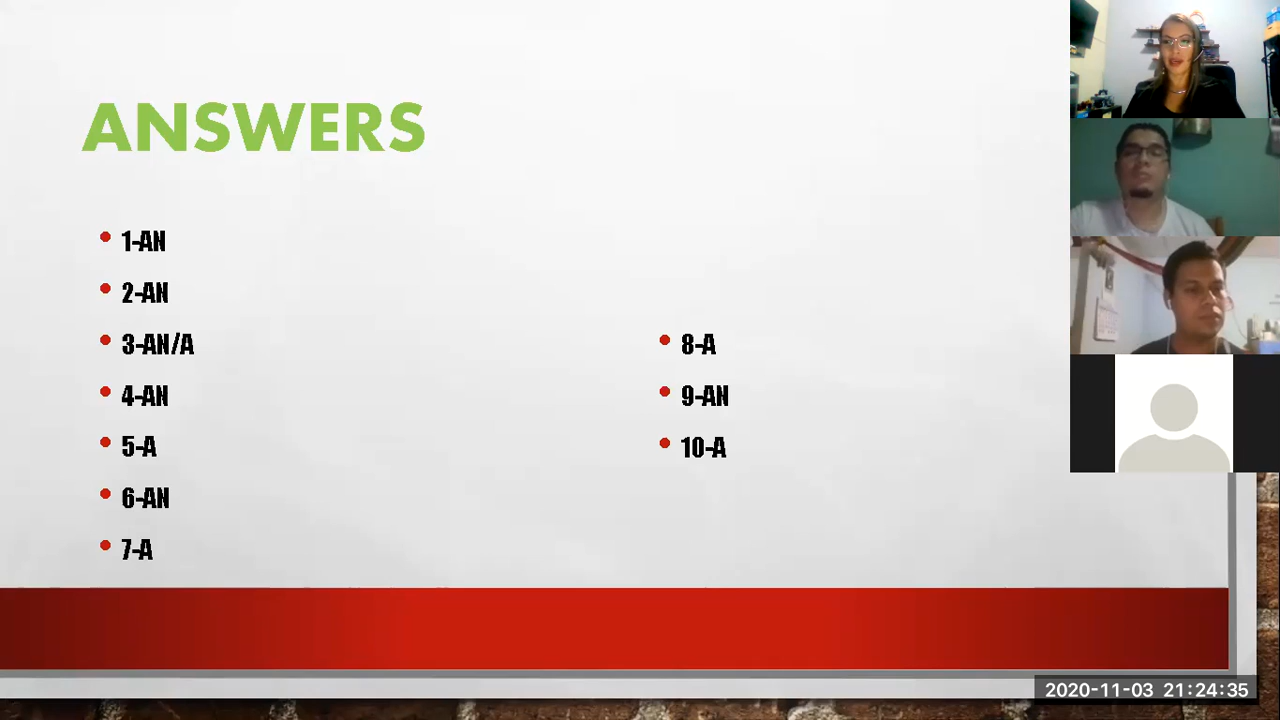 ANSWERS
1-AN
2-AN
3-AN/A
4-AN
5-A
6-AN
7-A
8-A
9-AN
10-A
2020-11-03 21:24:35